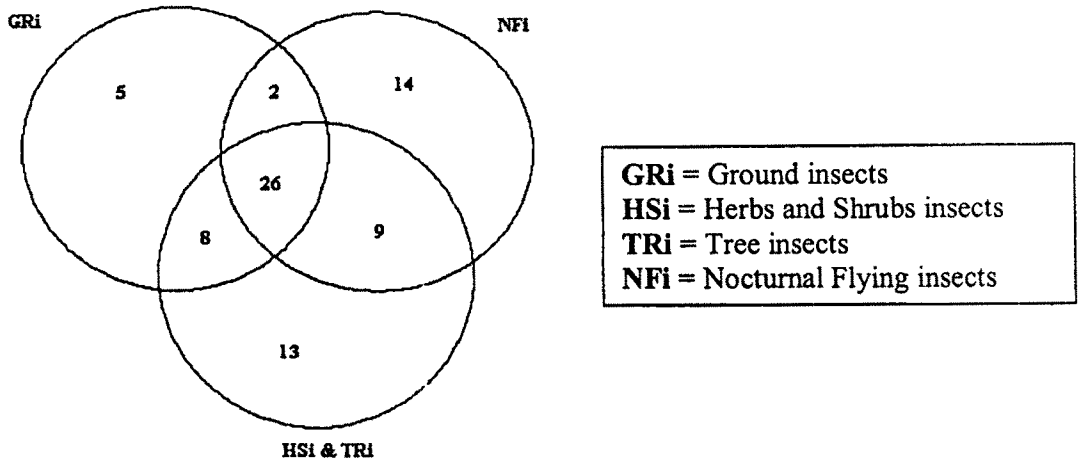 GRi
NFi
5
2
14
26
8
9
13
HSi & TRi
GRi = Ground insects
HSi = Herbs and Shrubs insects
TRi = Tree insects
NFi = Nocturnal Flying insects